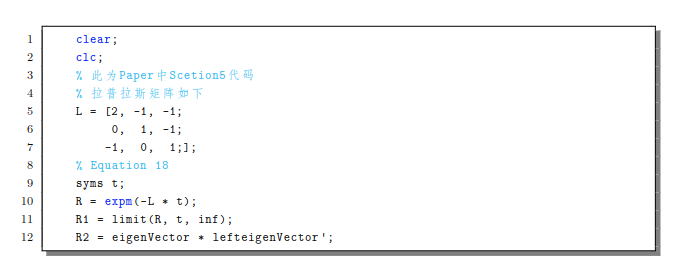 1 clear;
2 clc;
3 % 此为Paper中Scetion5代码
4 % 拉普拉斯矩阵如下
5 L = [2, -1, -1;
6 0, 1, -1;
7 -1, 0, 1;];
8 % Equation 18
9 syms t;
10 R = expm(-L * t);
11 R1 = limit(R, t, inf);
12 R2 = eigenVector * lefteigenVector';